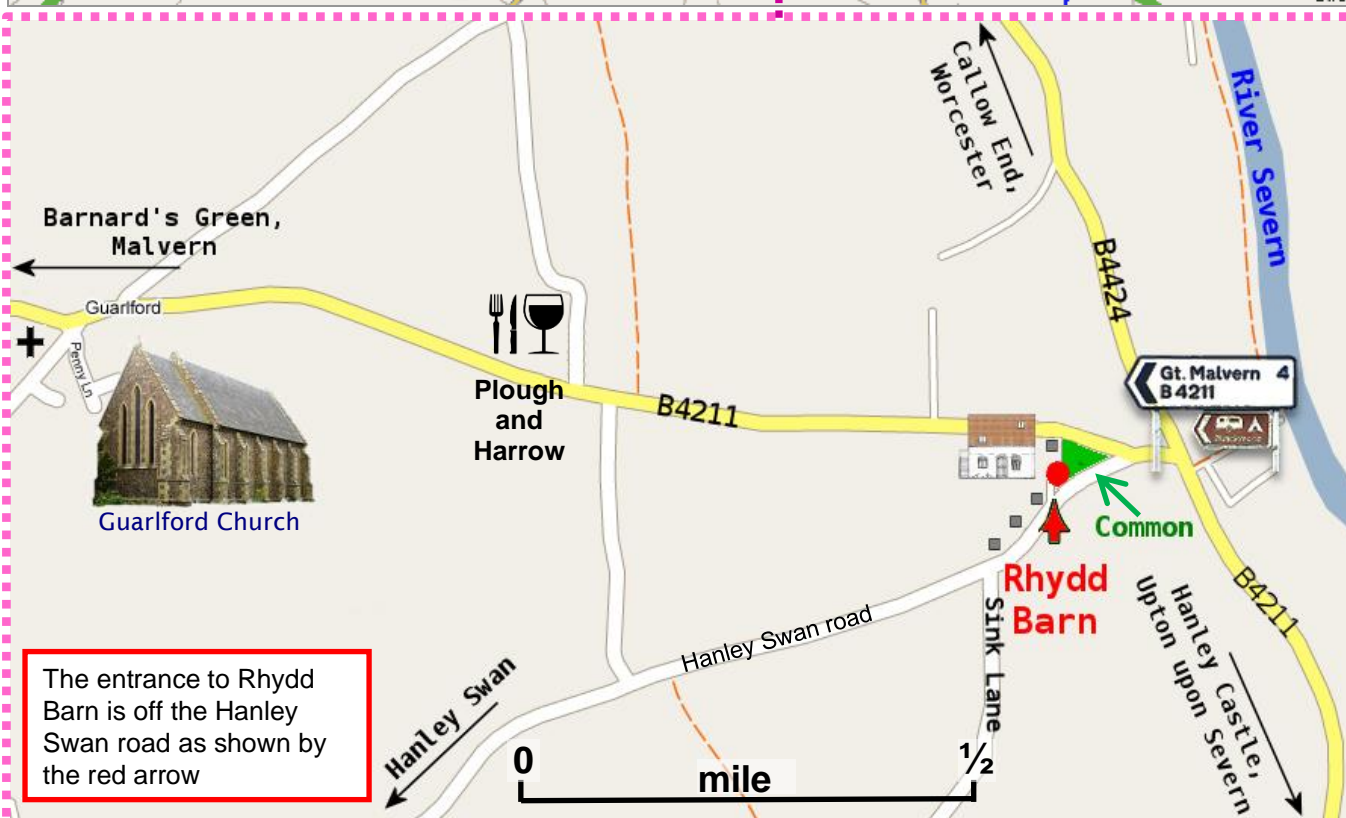 Callow End,
Worcester
River Severn
Barnard's Green,
Malvern
Guarlford
Penny Ln
B4424
Plough
and
Harrow
B4211
Gt. Malvern 4
B 4211
Guarlford Church
Common
Rhydd
Barn
B4211
Hanley Castle,
Upton upon Severn
Sink Lane
Hanley Swan road
Hanley Swan
The entrance to Rhydd
Barn is off the Hanley
Swan road as shown by
the red arrow
0
½
mile